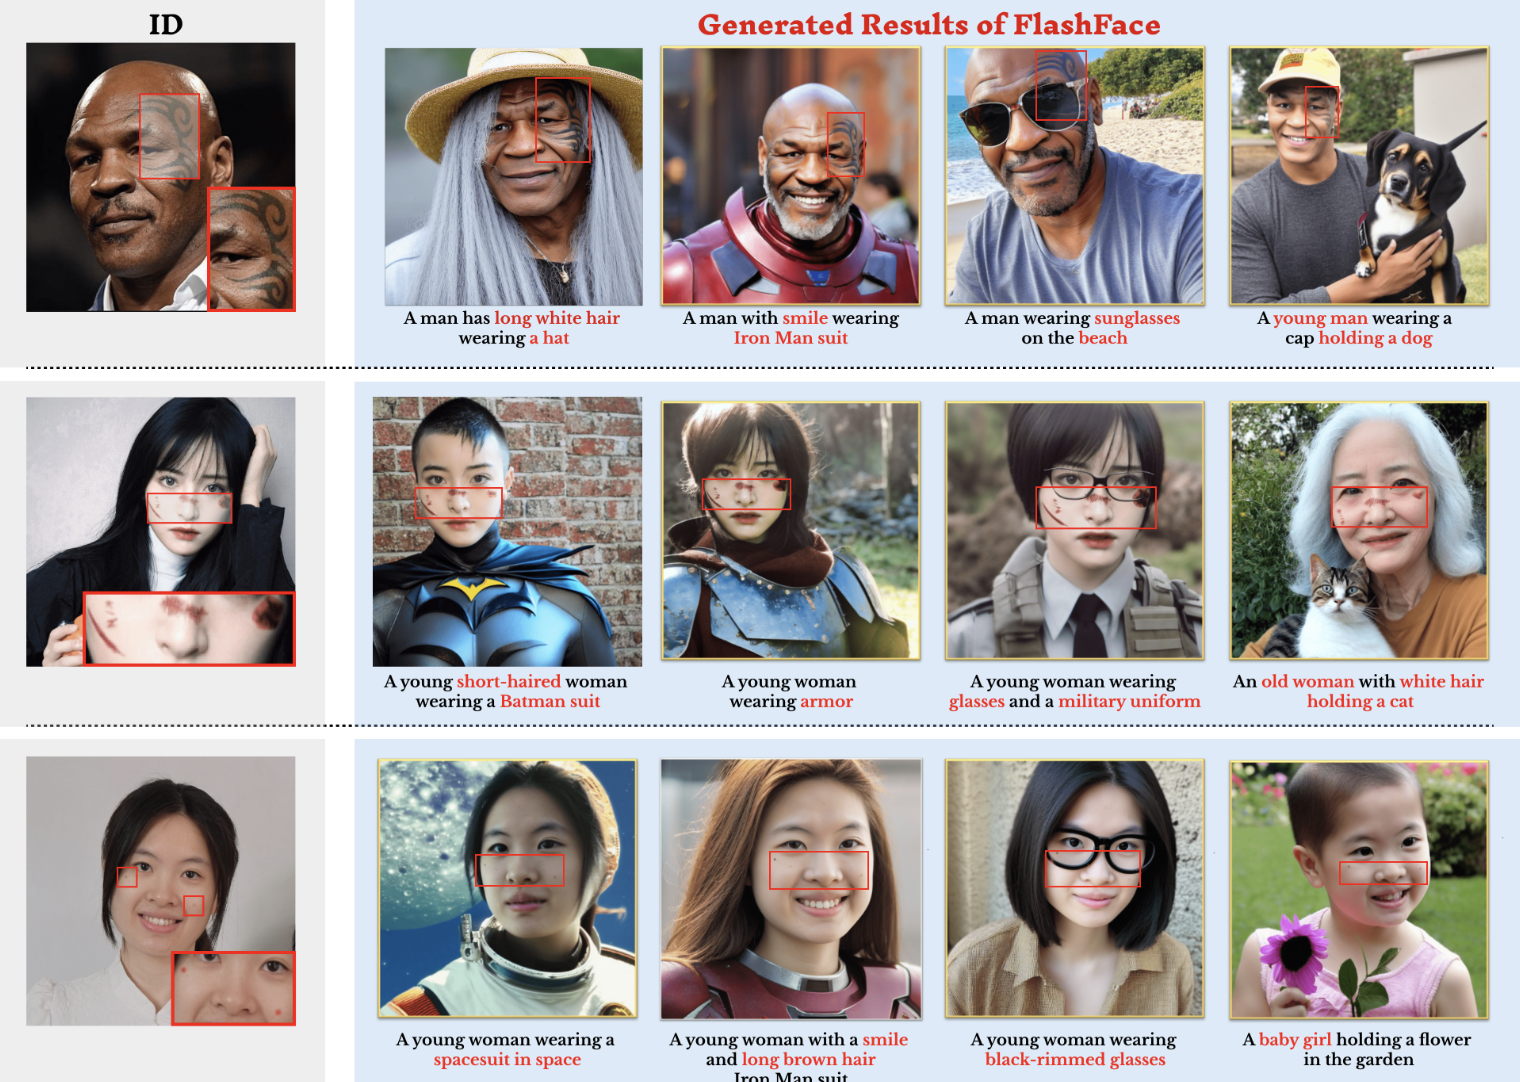 ID
Generated Results of FlashFace
A man has long white hair
wearing a hat
A man with smile wearing
Iron Man suit
A man wearing sunglasses
on the beach
A young man wearing a
cap holding a dog
A young short-haired woman
wearing a Batman suit
A young woman
wearing armor
A young woman wearing
glasses and a military uniform
An old woman with white hair
holding a cat
A young woman wearing a
spacesuit in space
A young woman with a smile
and long brown hair
Iron Man suit
A young woman wearing
black-rimmed glasses
A baby girl holding a flower
in the garden